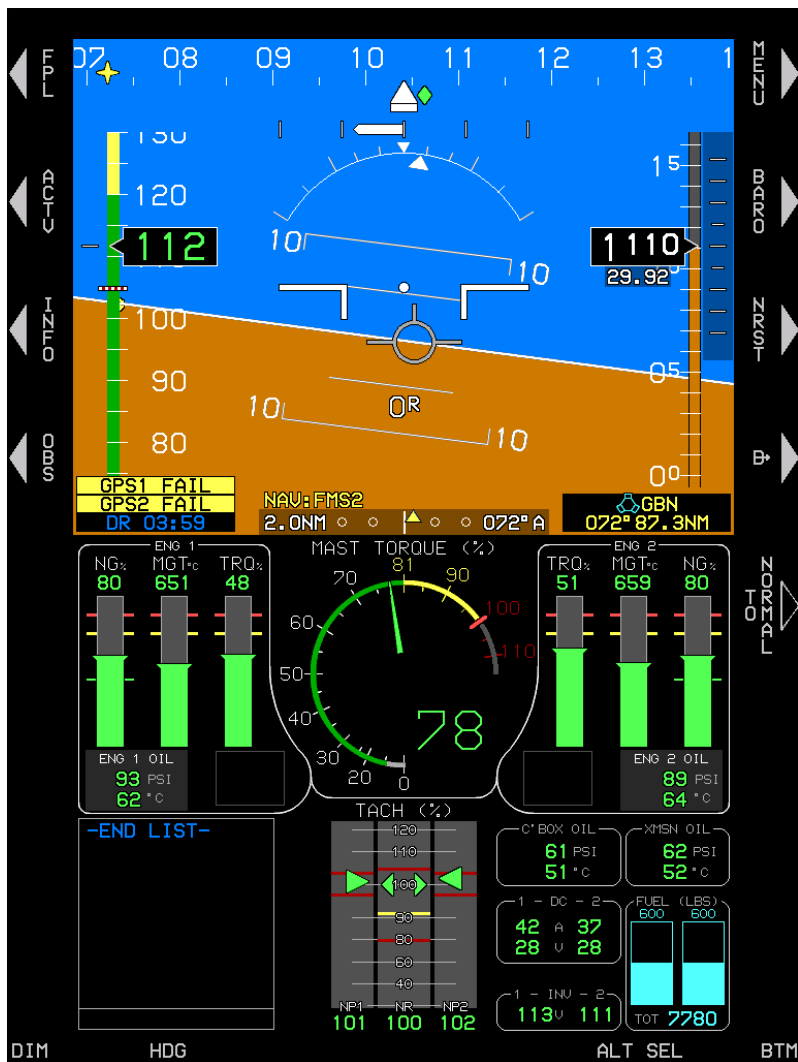 FPL
MENU
07 08 09 10 11 12 13 1
130
120
112
100
90
80
10
10
10
10
0R
15
1 110
29.92
05
00
ACTV
BARO
INFO
NRST
OBS
D
GPS1 FAIL
GPS2 FAIL
DR 03:59
NAV:FMS2
2.0NM 072°A
GBN
072°87.3NM
TO NORMAL
ENG 1
NG% MGT°C TRQ%
80 651 48
ENG 1 OIL
93 PSI
62 °C
MAST TORQUE (%)
0
20
30
40
50
60
70
81
90
100
110
78
ENG 2
TRQ% MGT°C NG%
51 659 80
ENG 2 OIL
89 PSI
64 °C
-END LIST-
TACH (%)
120
110
100
90
80
60
40
NP1 NR NP2
101 100 102
C'BOX OIL
61 PSI
51 °C
XMSN OIL
62 PSI
52 °C
1 - DC - 2
42 A 37
28 V 28
1 - INV - 2
113 V 111
FUEL (LBS)
600 600
TOT 7780
DIM HDG ALT SEL BTM